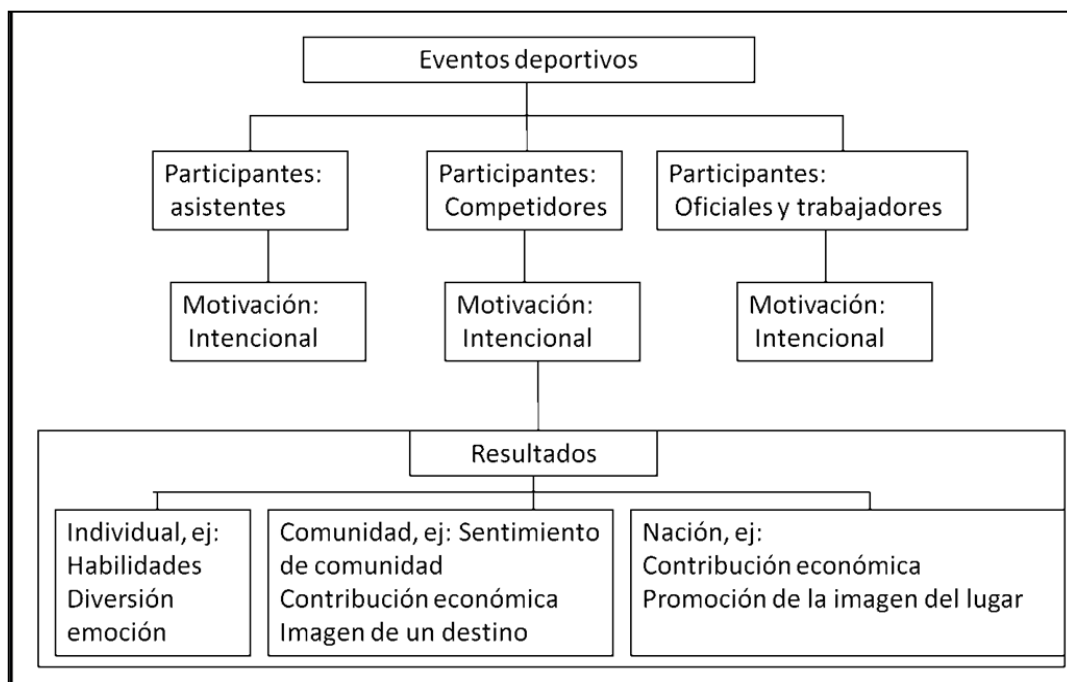 Eventos deportivos
Participantes:
asistentes
Participantes:
Competidores
Participantes:
Oficiales y trabajadores
Motivación:
Intencional
Motivación:
Intencional
Motivación:
Intencional
Resultados
Individual, ej:
Habilidades
Diversión
emoción
Comunidad, ej: Sentimiento
de comunidad
Contribución económica
Imagen de un destino
Nación, ej:
Contribución económica
Promoción de la imagen del lugar